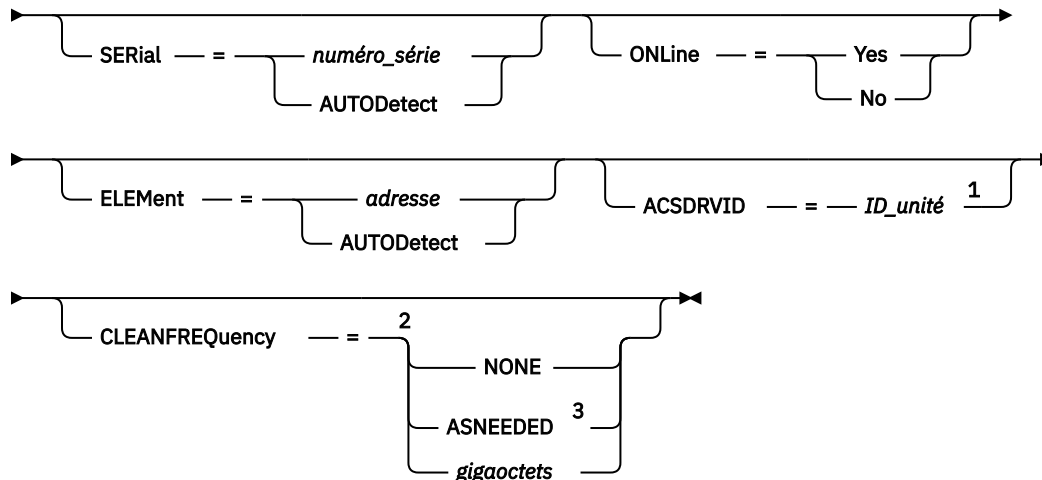 SERial = numéro_série
AUTODetect
ONLine = Yes
No
ELEMent = adresse
AUTODetect
ACSDRVID = ID_unité 1
CLEANFREQuency = 2
NONE
ASNEEDED 3
gigaoctets